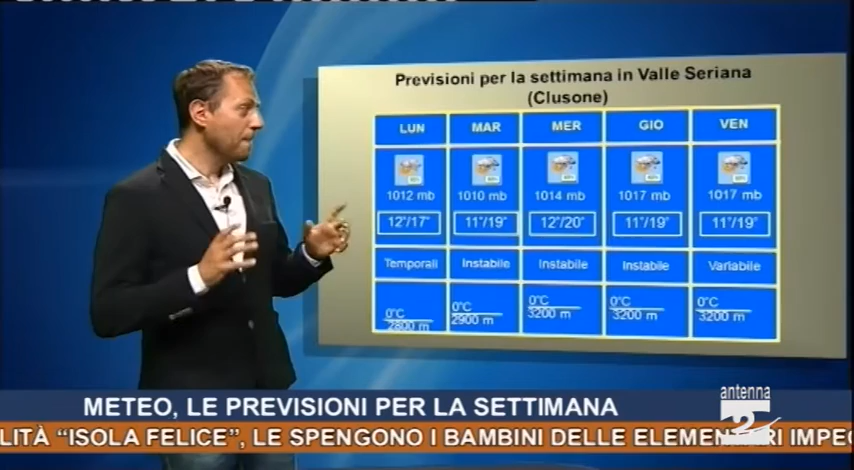 Previsioni per la settimana in Valle Seriana
(Clusone)
LUN MAR MER GIO VEN
1012 mb 1010 mb 1014 mb 1017 mb 1017 mb
12°/17° 11°/19° 12°/20° 11°/19° 11°/19°
Temporali Instabile Instabile Instabile Variabile
0°C 0°C 0°C 0°C 0°C
2800 m 2900 m 3200 m 3200 m 3200 m
METEO, LE PREVISIONI PER LA SETTIMANA
antenna
2
LITÀ “ISOLA FELICE”, LE SPENGONO I BAMBINI DELLE ELEMENTARI IMPE